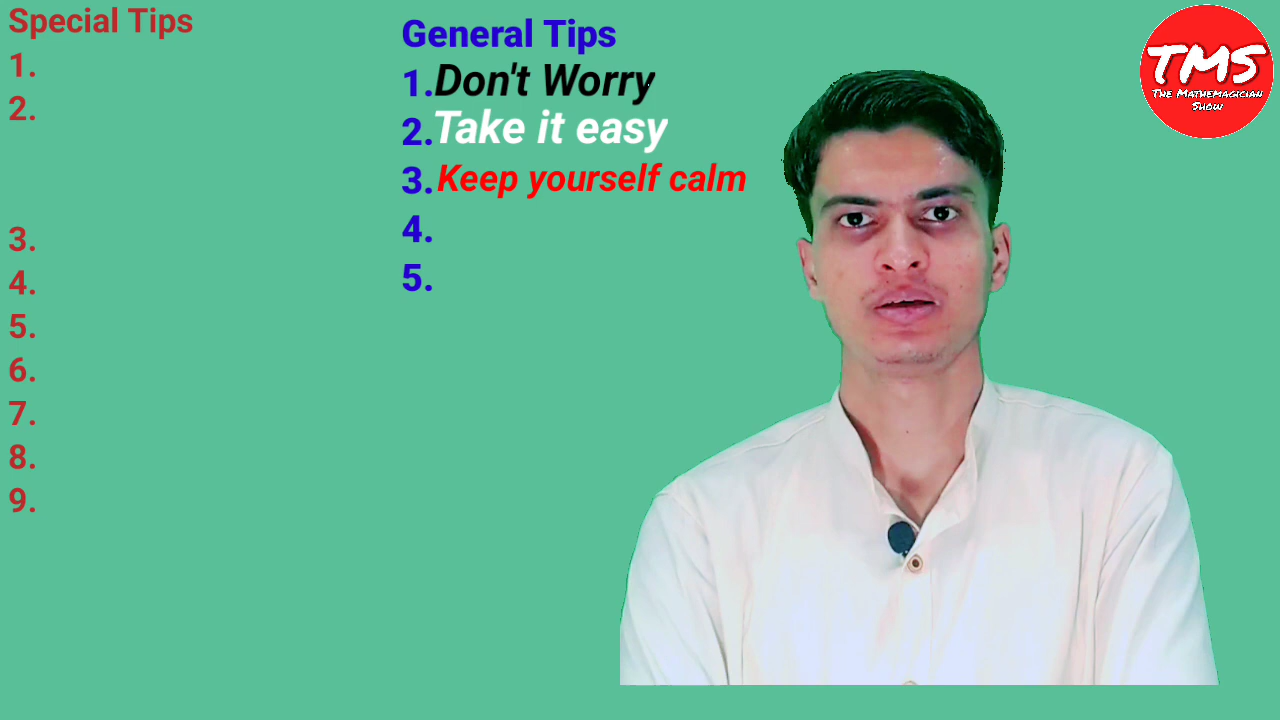 Special Tips
1.
2.
3.
4.
5.
6.
7.
8.
9.
General Tips
1.Don't Worry
2.Take it easy
3.Keep yourself calm
4.
5.
TMS
The Mathemagician
Show